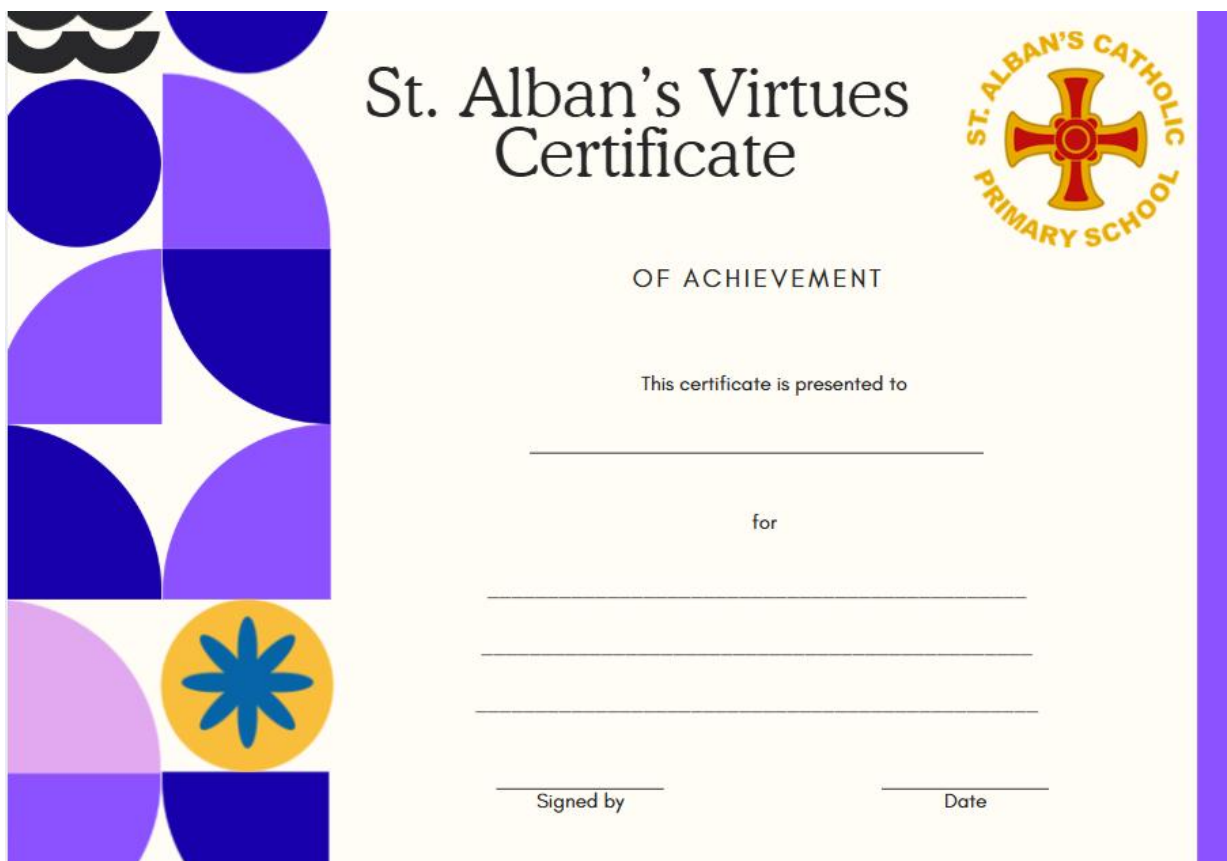 St. Alban's Virtues
Certificate
ST. ALBAN'S CATHOLIC
PRIMARY SCHOOL
OF ACHIEVEMENT
This certificate is presented to
for
Signed by
Date